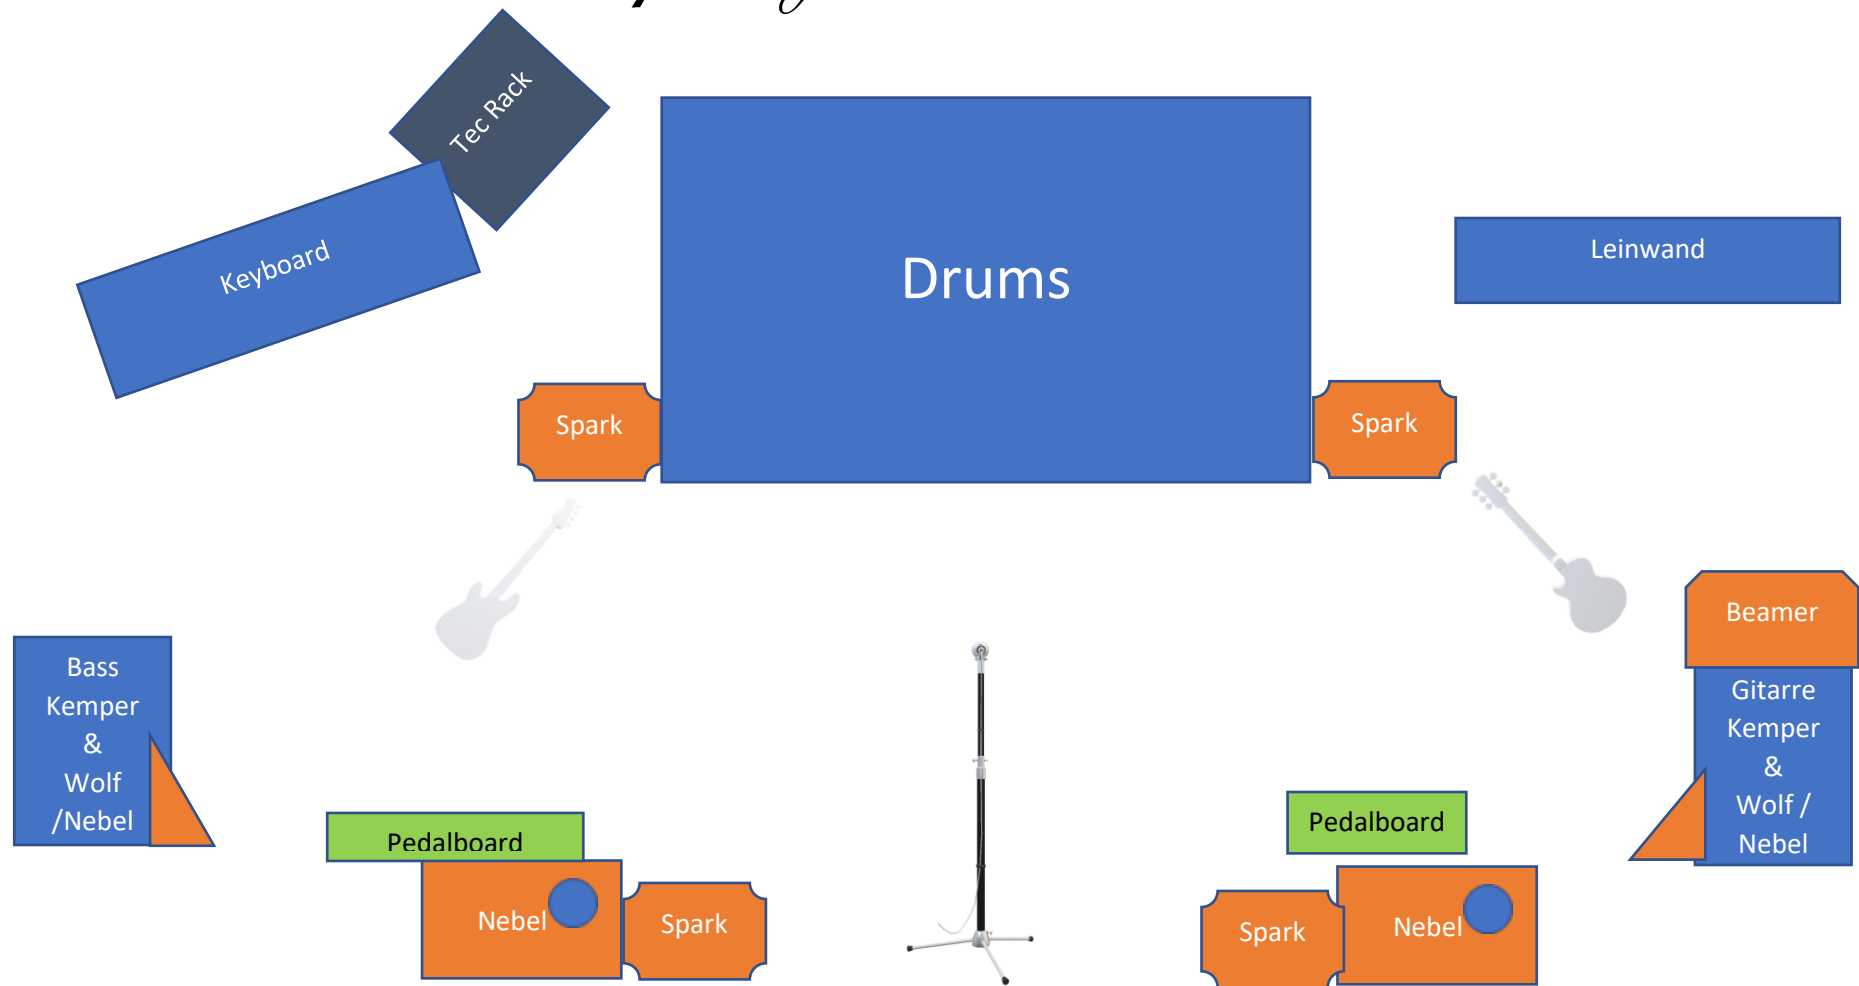 Tec Rack
Keyboard
Drums
Leinwand
Spark
Spark
Beamer
Bass
Kemper
&
Wolf
/Nebel
Gitarre
Kemper
&
Wolf /
Nebel
Pedalboard
Pedalboard
Nebel
Spark
Spark
Nebel